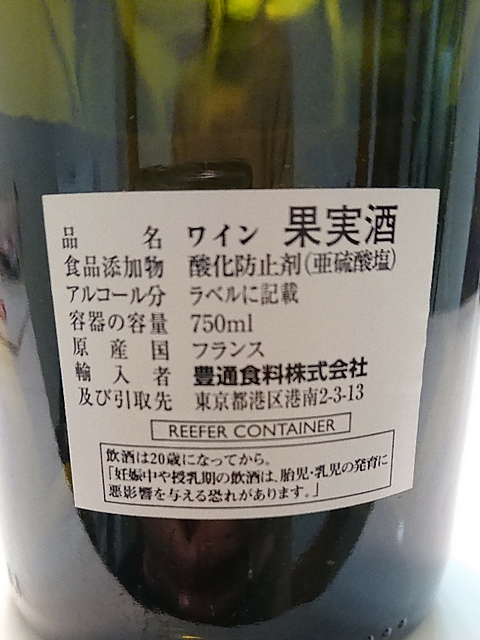 品名 ワイン 果実酒
食品添加物 酸化防止剤(亜硫酸塩)
アルコール分 ラベルに記載
容器の容量 750ml
原産国 フランス
輸入者 豊通食料株式会社
及び引取先 東京都港区港南2-3-13
REEFER CONTAINER
飲酒は20歳になってから。
「妊娠中や授乳期の飲酒は、胎児・乳児の発育に
悪影響を与える恐れがあります。」